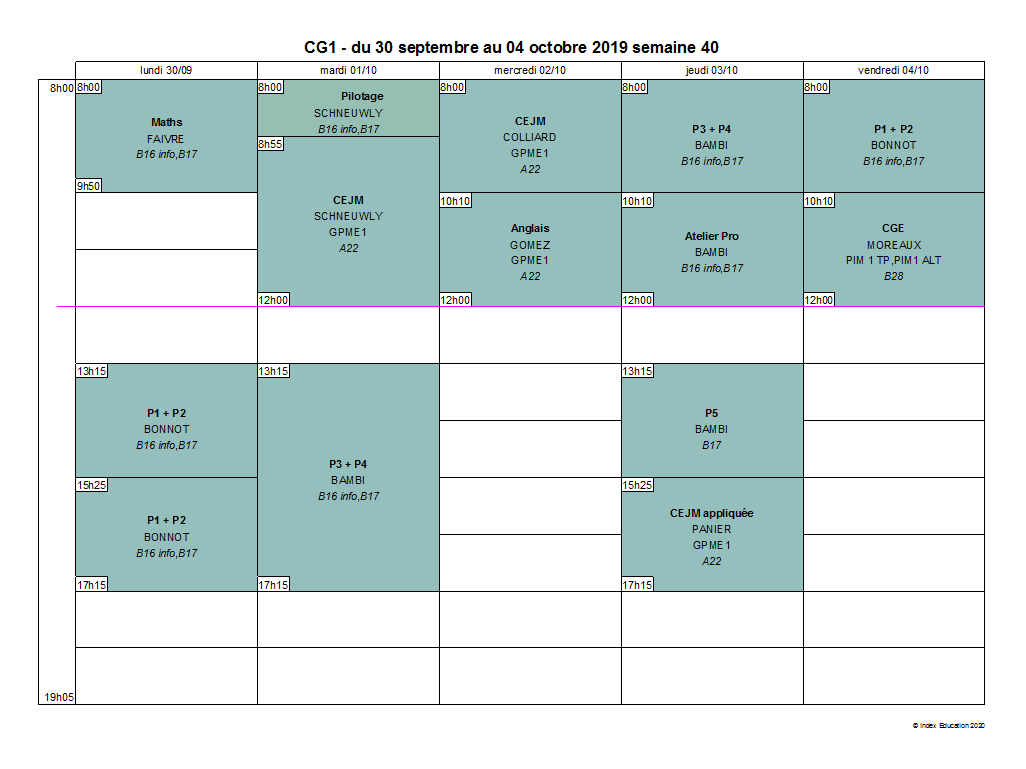 CG1 - du 30 septembre au 04 octobre 2019 semaine 40
lundi 30/09
mardi 01/10
mercredi 02/10
jeudi 03/10
vendredi 04/10
8h00
8h00
Maths
FAIVRE
B16 info,B17
9h50
13h15
P1 + P2
BONNOT
B16 info,B17
15h25
P1 + P2
BONNOT
B16 info,B17
17h15
8h00
Pilotage
SCHNEUWLY
B16 info,B17
8h55
CEJM
SCHNEUWLY
GPME1
A22
12h00
13h15
P3 + P4
BAMBI
B16 info,B17
17h15
8h00
CEJM
COLLIARD
GPME1
A22
10h10
Anglais
GOMEZ
GPME1
A22
12h00
8h00
P3 + P4
BAMBI
B16 info,B17
10h10
Atelier Pro
BAMBI
B16 info,B17
12h00
13h15
P5
BAMBI
B17
15h25
CEJM appliquée
PANIER
GPME1
A22
17h15
8h00
P1 + P2
BONNOT
B16 info,B17
10h10
CGE
MOREAUX
PIM 1 TP,PIM1 ALT
B28
12h00
19h05
© Index Education 2020